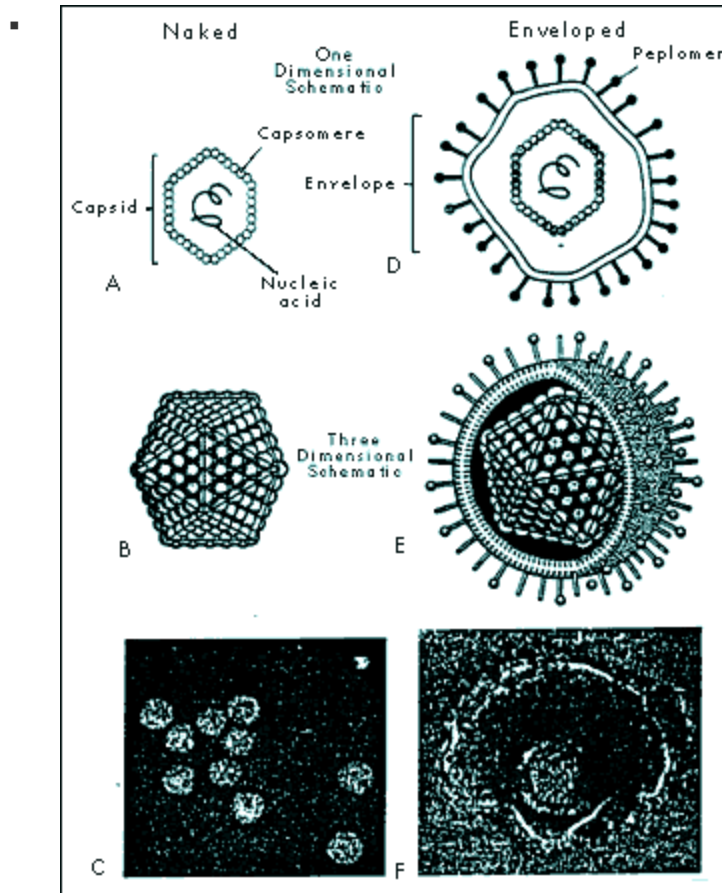 Naked
Enveloped
One
Dimensional
Schematic
Peplomer
Capsomere
Envelope
Capsid
Nucleic
acid
A
D
Three
Dimensional
Schematic
B
E
C
F